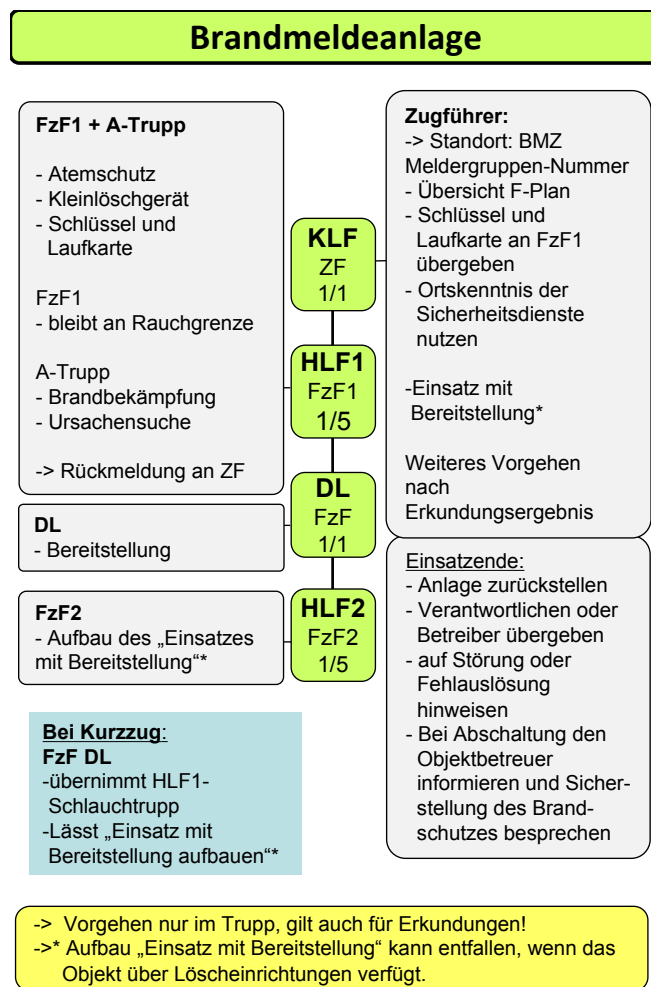 Brandmeldeanlage
FzF1 + A-Trupp
- Atemschutz
- Kleinlöschgerät
- Schlüssel und
Laufkarte
FzF1
- bleibt an Rauchgrenze
A-Trupp
- Brandbekämpfung
- Ursachensuche
-> Rückmeldung an ZF
DL
- Bereitstellung
FzF2
- Aufbau des „Einsatzes
mit Bereitstellung“*
KLF
ZF
1/1
HLF1
FzF1
1/5
DL
FzF
1/1
HLF2
FzF2
1/5
Zugführer:
-> Standort: BMZ
Meldergruppen-Nummer
- Übersicht F-Plan
- Schlüssel und
Laufkarte an FzF1
übergeben
- Ortskenntnis der
Sicherheitsdienste
nutzen
-Einsatz mit
Bereitstellung*
Weiteres Vorgehen
nach
Erkundungsergebnis
Einsatzende:
- Anlage zurückstellen
- Verantwortlichen oder
Betreiber übergeben
- auf Störung oder
Fehlauslösung
hinweisen
- Bei Abschaltung den
Objektbetreuer
informieren und Sicher-
stellung des Brand-
schutzes besprechen
Bei Kurzzug:
FzF DL
-übernimmt HLF1-
Schlauchtrupp
-Lässt „Einsatz mit
Bereitstellung aufbauen“*
-> Vorgehen nur im Trupp, gilt auch für Erkundungen!
->* Aufbau „Einsatz mit Bereitstellung“ kann entfallen, wenn das
Objekt über Löscheinrichtungen verfügt.